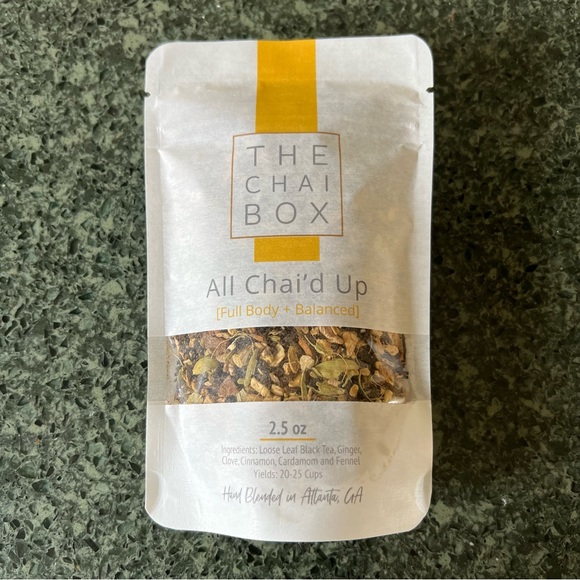 THE
CHAI
BOX
All Chai'd Up
[Full Body + Balanced]
2.5 oz
Ingredients: Loose Leaf Black Tea, Ginger,
Clove, Cinnamon, Cardamom and Fennel
Yields: 20-25 Cups
Hand Blended in Atlanta, GA